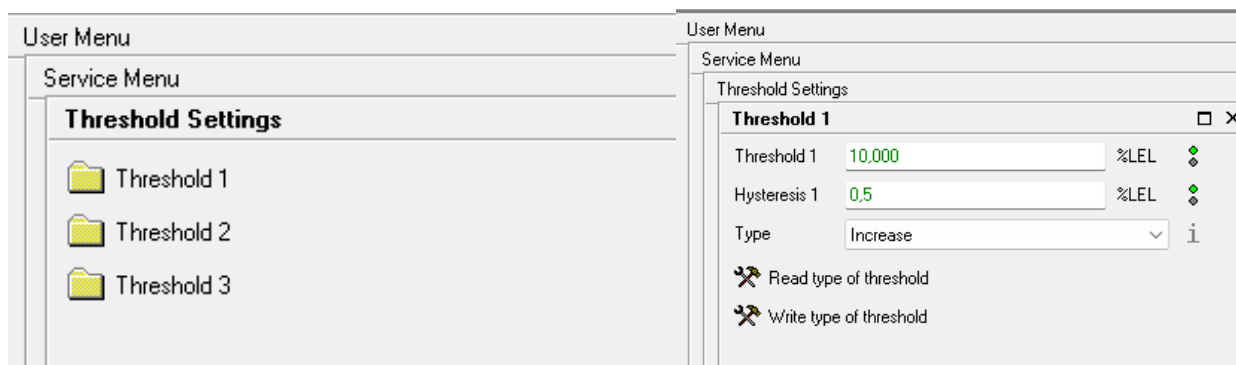 User Menu
Service Menu
Threshold Settings
Threshold 1
Threshold 2
Threshold 3
User Menu
Service Menu
Threshold Settings
Threshold 1
Threshold 1 10,000 %LEL
Hysteresis 1 0,5 %LEL
Type Increase i
Read type of threshold
Write type of threshold